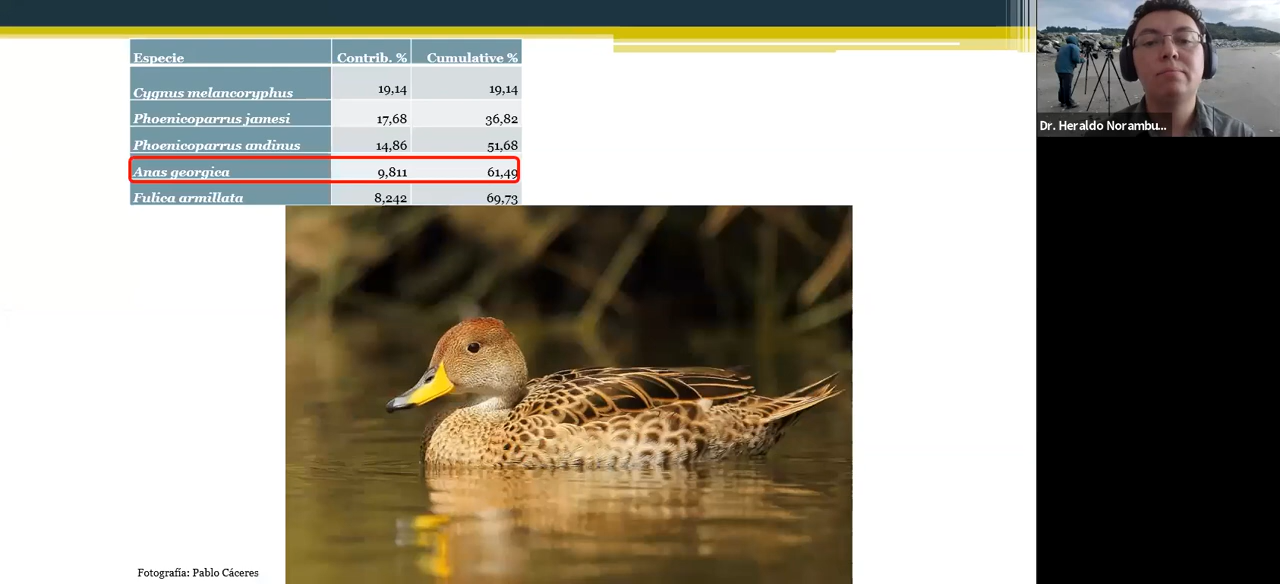 Especie Contrib. % Cumulative %
Cygnus melancoryphus 19,14 19,14
Phoenicoparrus jamesi 17,68 36,82
Phoenicoparrus andinus 14,86 51,68
Anas georgica 9,811 61,49
Fulica armillata 8,242 69,73
Fotografía: Pablo Cáceres
Dr. Heraldo Norambu...